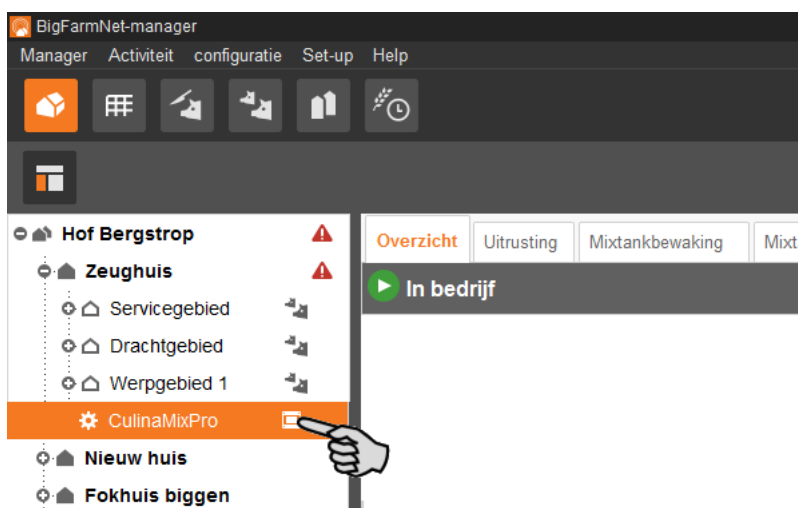 BigFarmNet-manager
Manager Activiteit configuratie Set-up Help
Hof Bergstrop
Zeughuis
Servicegebied
Drachtgebied
Werpgebied 1
CulinaMixPro
Nieuw huis
Fokhuis biggen
Overzicht Uitrusting Mixtankbewaking Mixt
In bedrijf